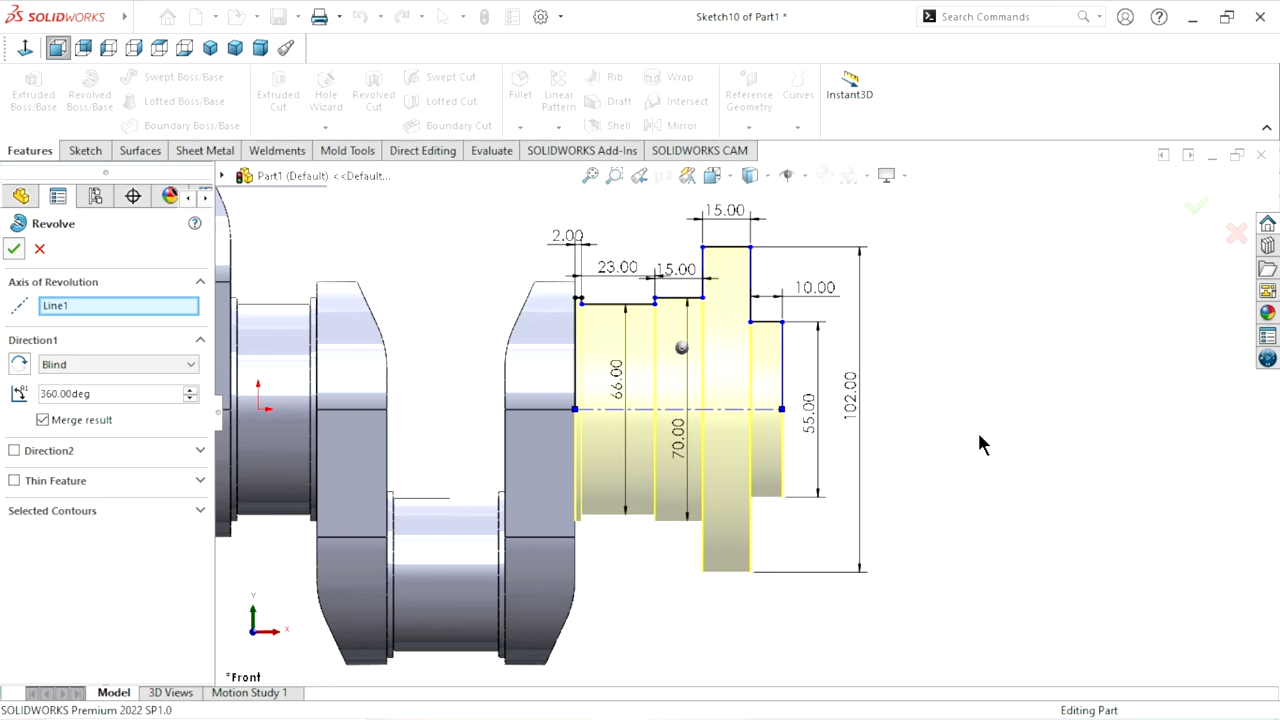 SOLIDWORKS
Sketch10 of Part1 *
Search Commands
Extruded Boss/Base
Revolved Boss/Base
Swept Boss/Base
Lofted Boss/Base
Boundary Boss/Base
Extruded Cut
Hole Wizard
Revolved Cut
Swept Cut
Lofted Cut
Boundary Cut
Fillet
Linear Pattern
Rib
Draft
Shell
Wrap
Intersect
Mirror
Reference Geometry
Curves
Instant3D
Features Sketch Surfaces Sheet Metal Weldments Mold Tools Direct Editing Evaluate SOLIDWORKS Add-Ins SOLIDWORKS CAM
Part1 (Default) <<Default...
Revolve
Axis of Revolution
Line1
Direction1
Blind
360.00deg
Merge result
Direction2
Thin Feature
Selected Contours
15.00
2.00
23.00
15.00
10.00
66.00
70.00
55.00
102.00
Y
X
*Front
Model 3D Views Motion Study 1
SOLIDWORKS Premium 2022 SP1.0
Editing Part